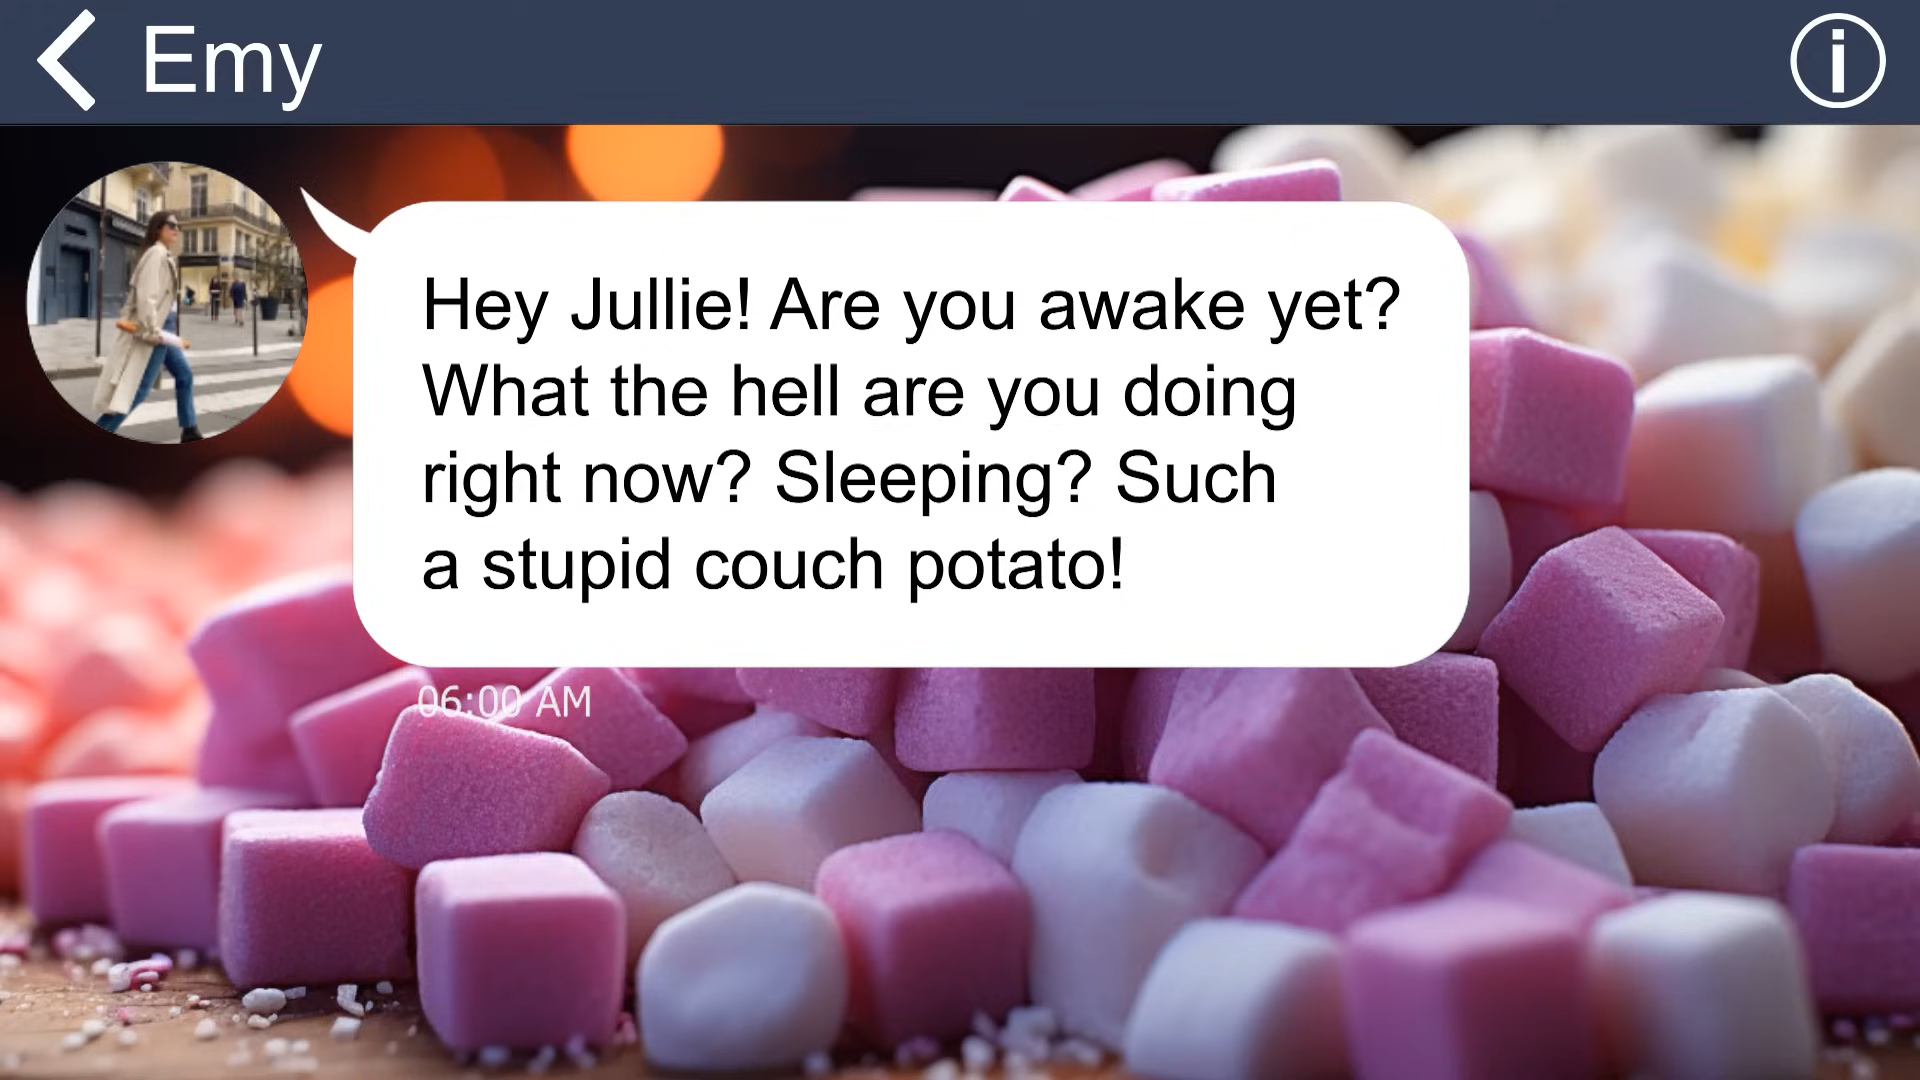 Emy
Hey Jullie! Are you awake yet?
What the hell are you doing
right now? Sleeping? Such
a stupid couch potato!
06:00 AM